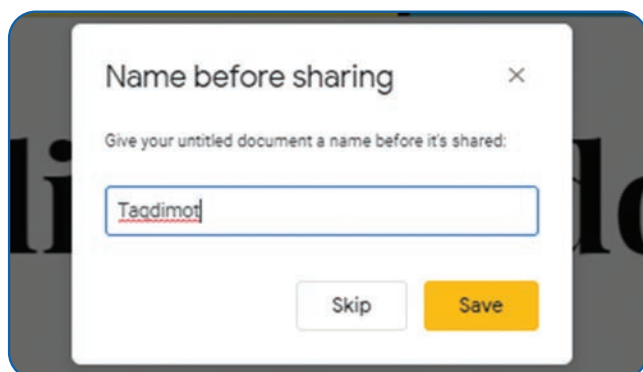 Name before sharing
×
Give your untitled document a name before it's shared:
Taqdimot
Skip
Save